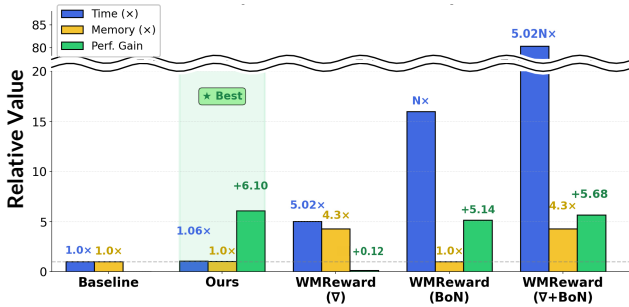 Time (×)
Memory (×)
Perf. Gain
Relative Value
85
80
20
15
10
5
0
★ Best
1.0× 1.0×
1.06× 1.0× +6.10
5.02× 4.3× +0.12
N× 1.0× +5.14
5.02N× 4.3× +5.68
Baseline
Ours
WMReward
(∇)
WMReward
(BoN)
WMReward
(∇+BoN)